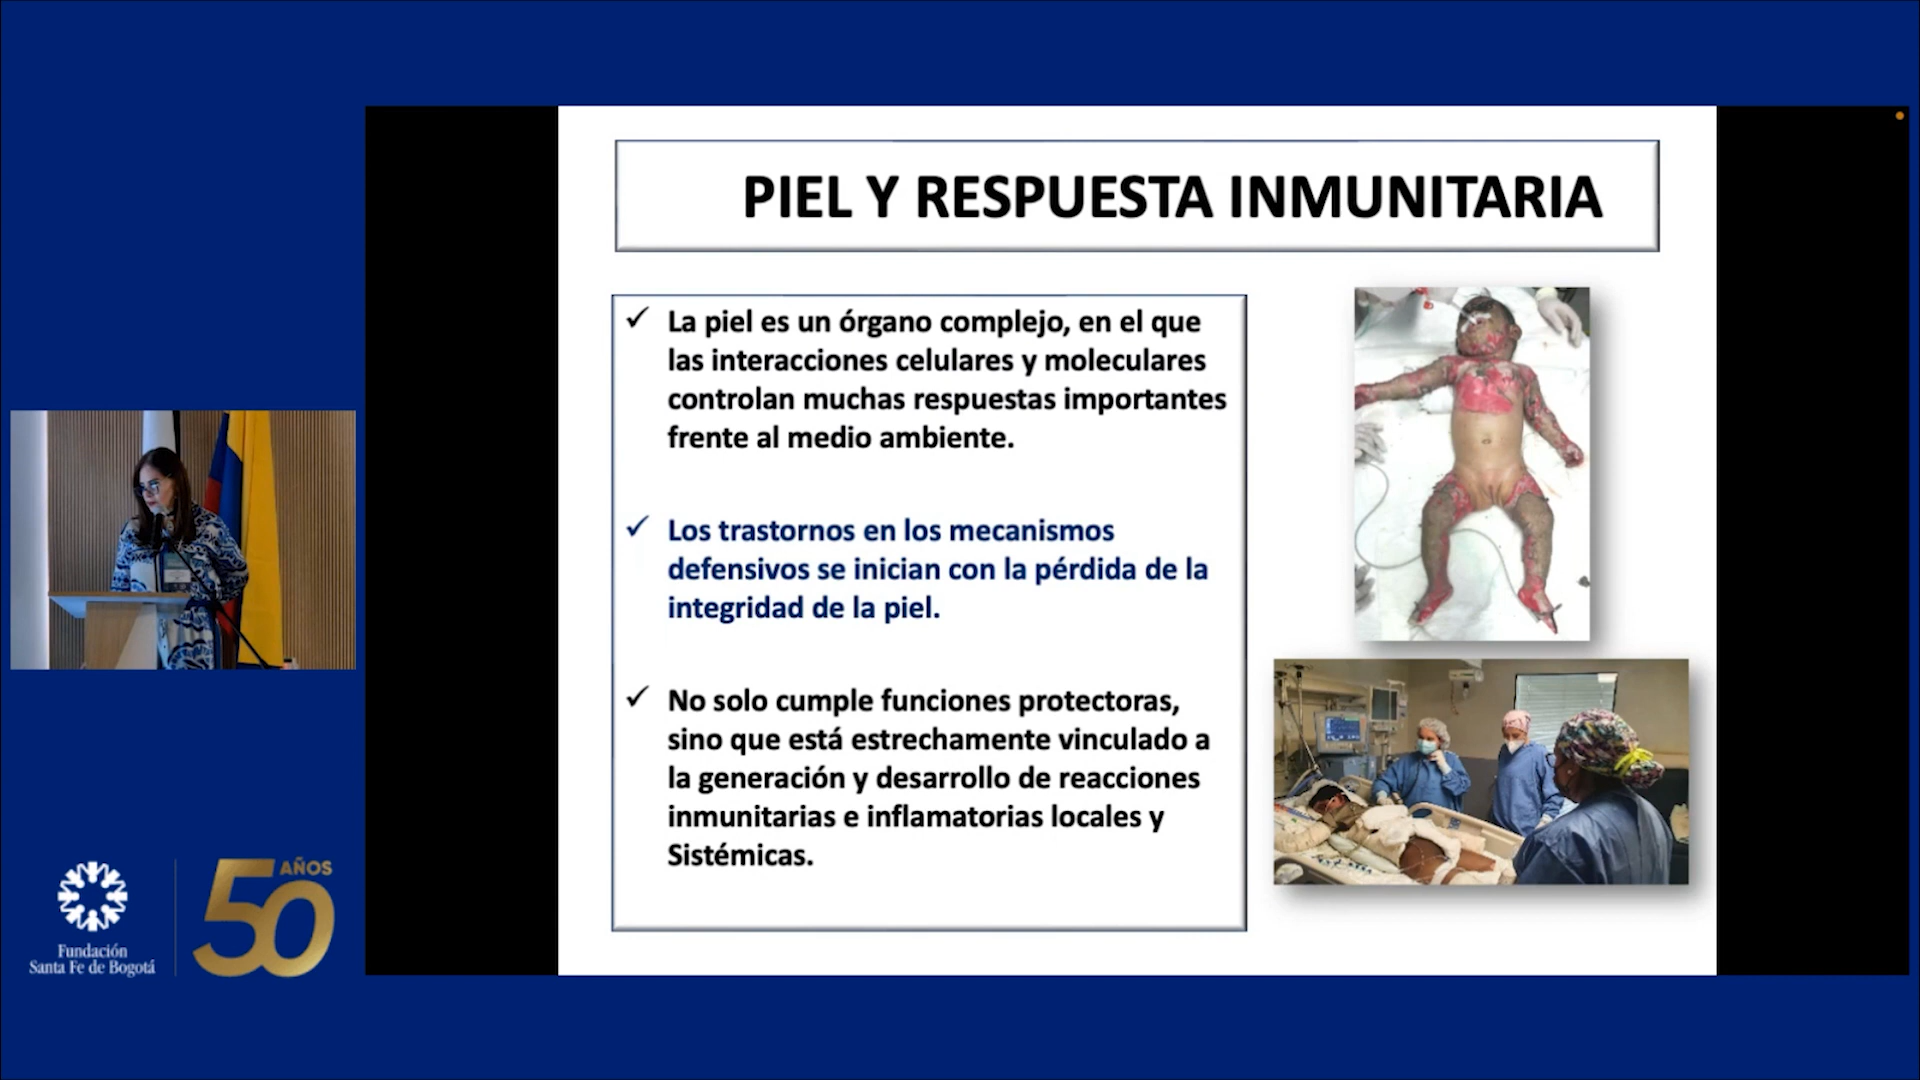 PIEL Y RESPUESTA INMUNITARIA
✓ La piel es un órgano complejo, en el que
las interacciones celulares y moleculares
controlan muchas respuestas importantes
frente al medio ambiente.
✓ Los trastornos en los mecanismos
defensivos se inician con la pérdida de la
integridad de la piel.
✓ No solo cumple funciones protectoras,
sino que está estrechamente vinculado a
la generación y desarrollo de reacciones
inmunitarias e inflamatorias locales y
Sistémicas.
Fundación
Santa Fe de Bogotá
50 AÑOS